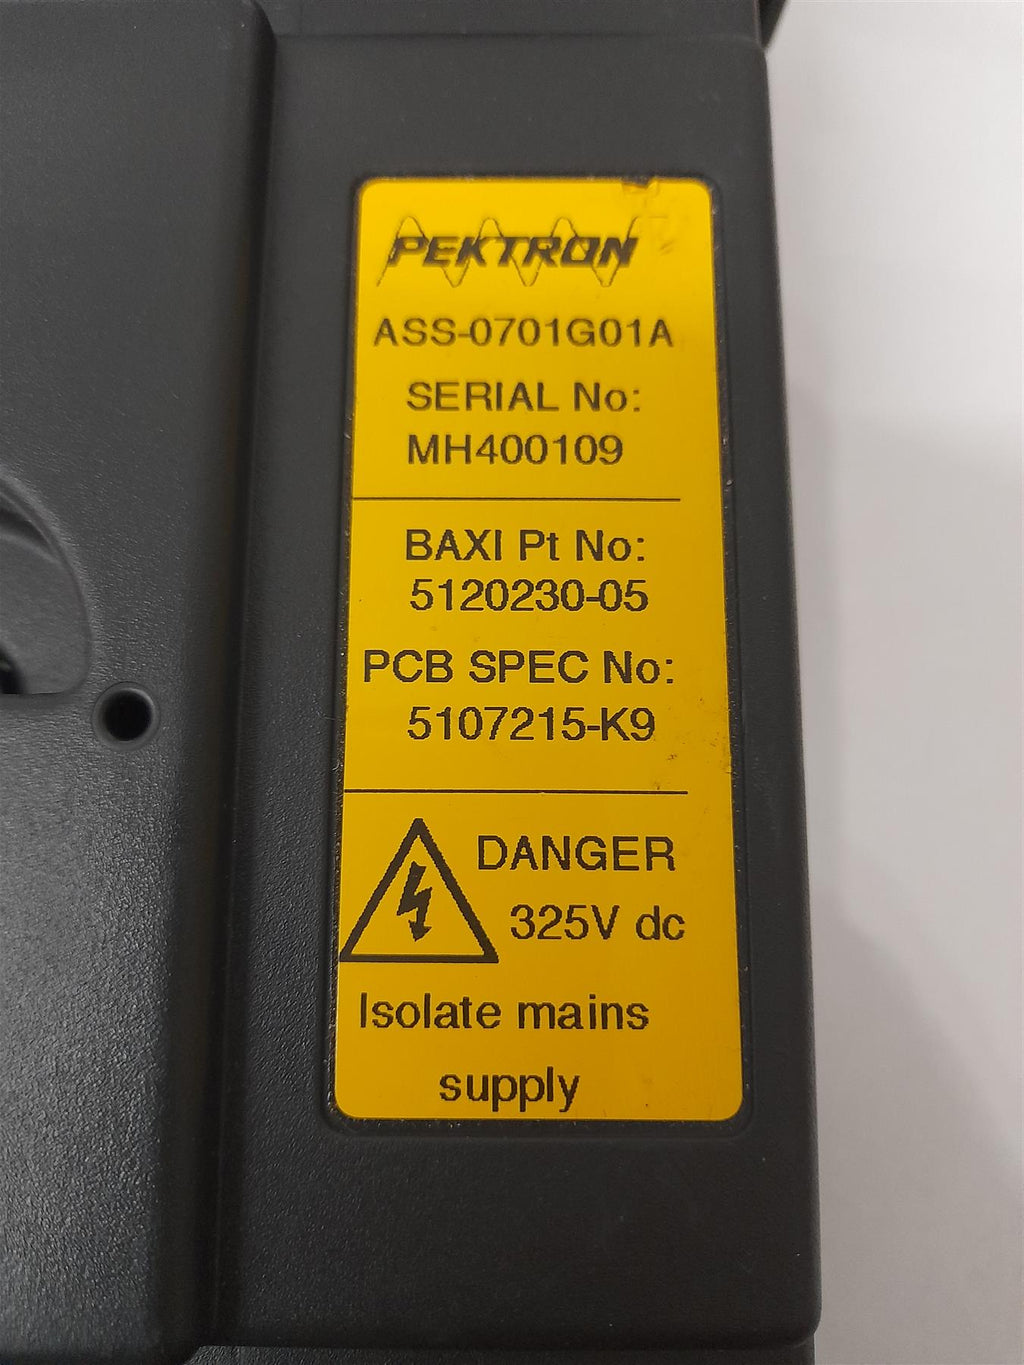 PEKTRON
ASS-0701G01A
SERIAL No:
MH400109
BAXI Pt No:
5120230-05
PCB SPEC No:
5107215-K9
DANGER
325V dc
Isolate mains
supply